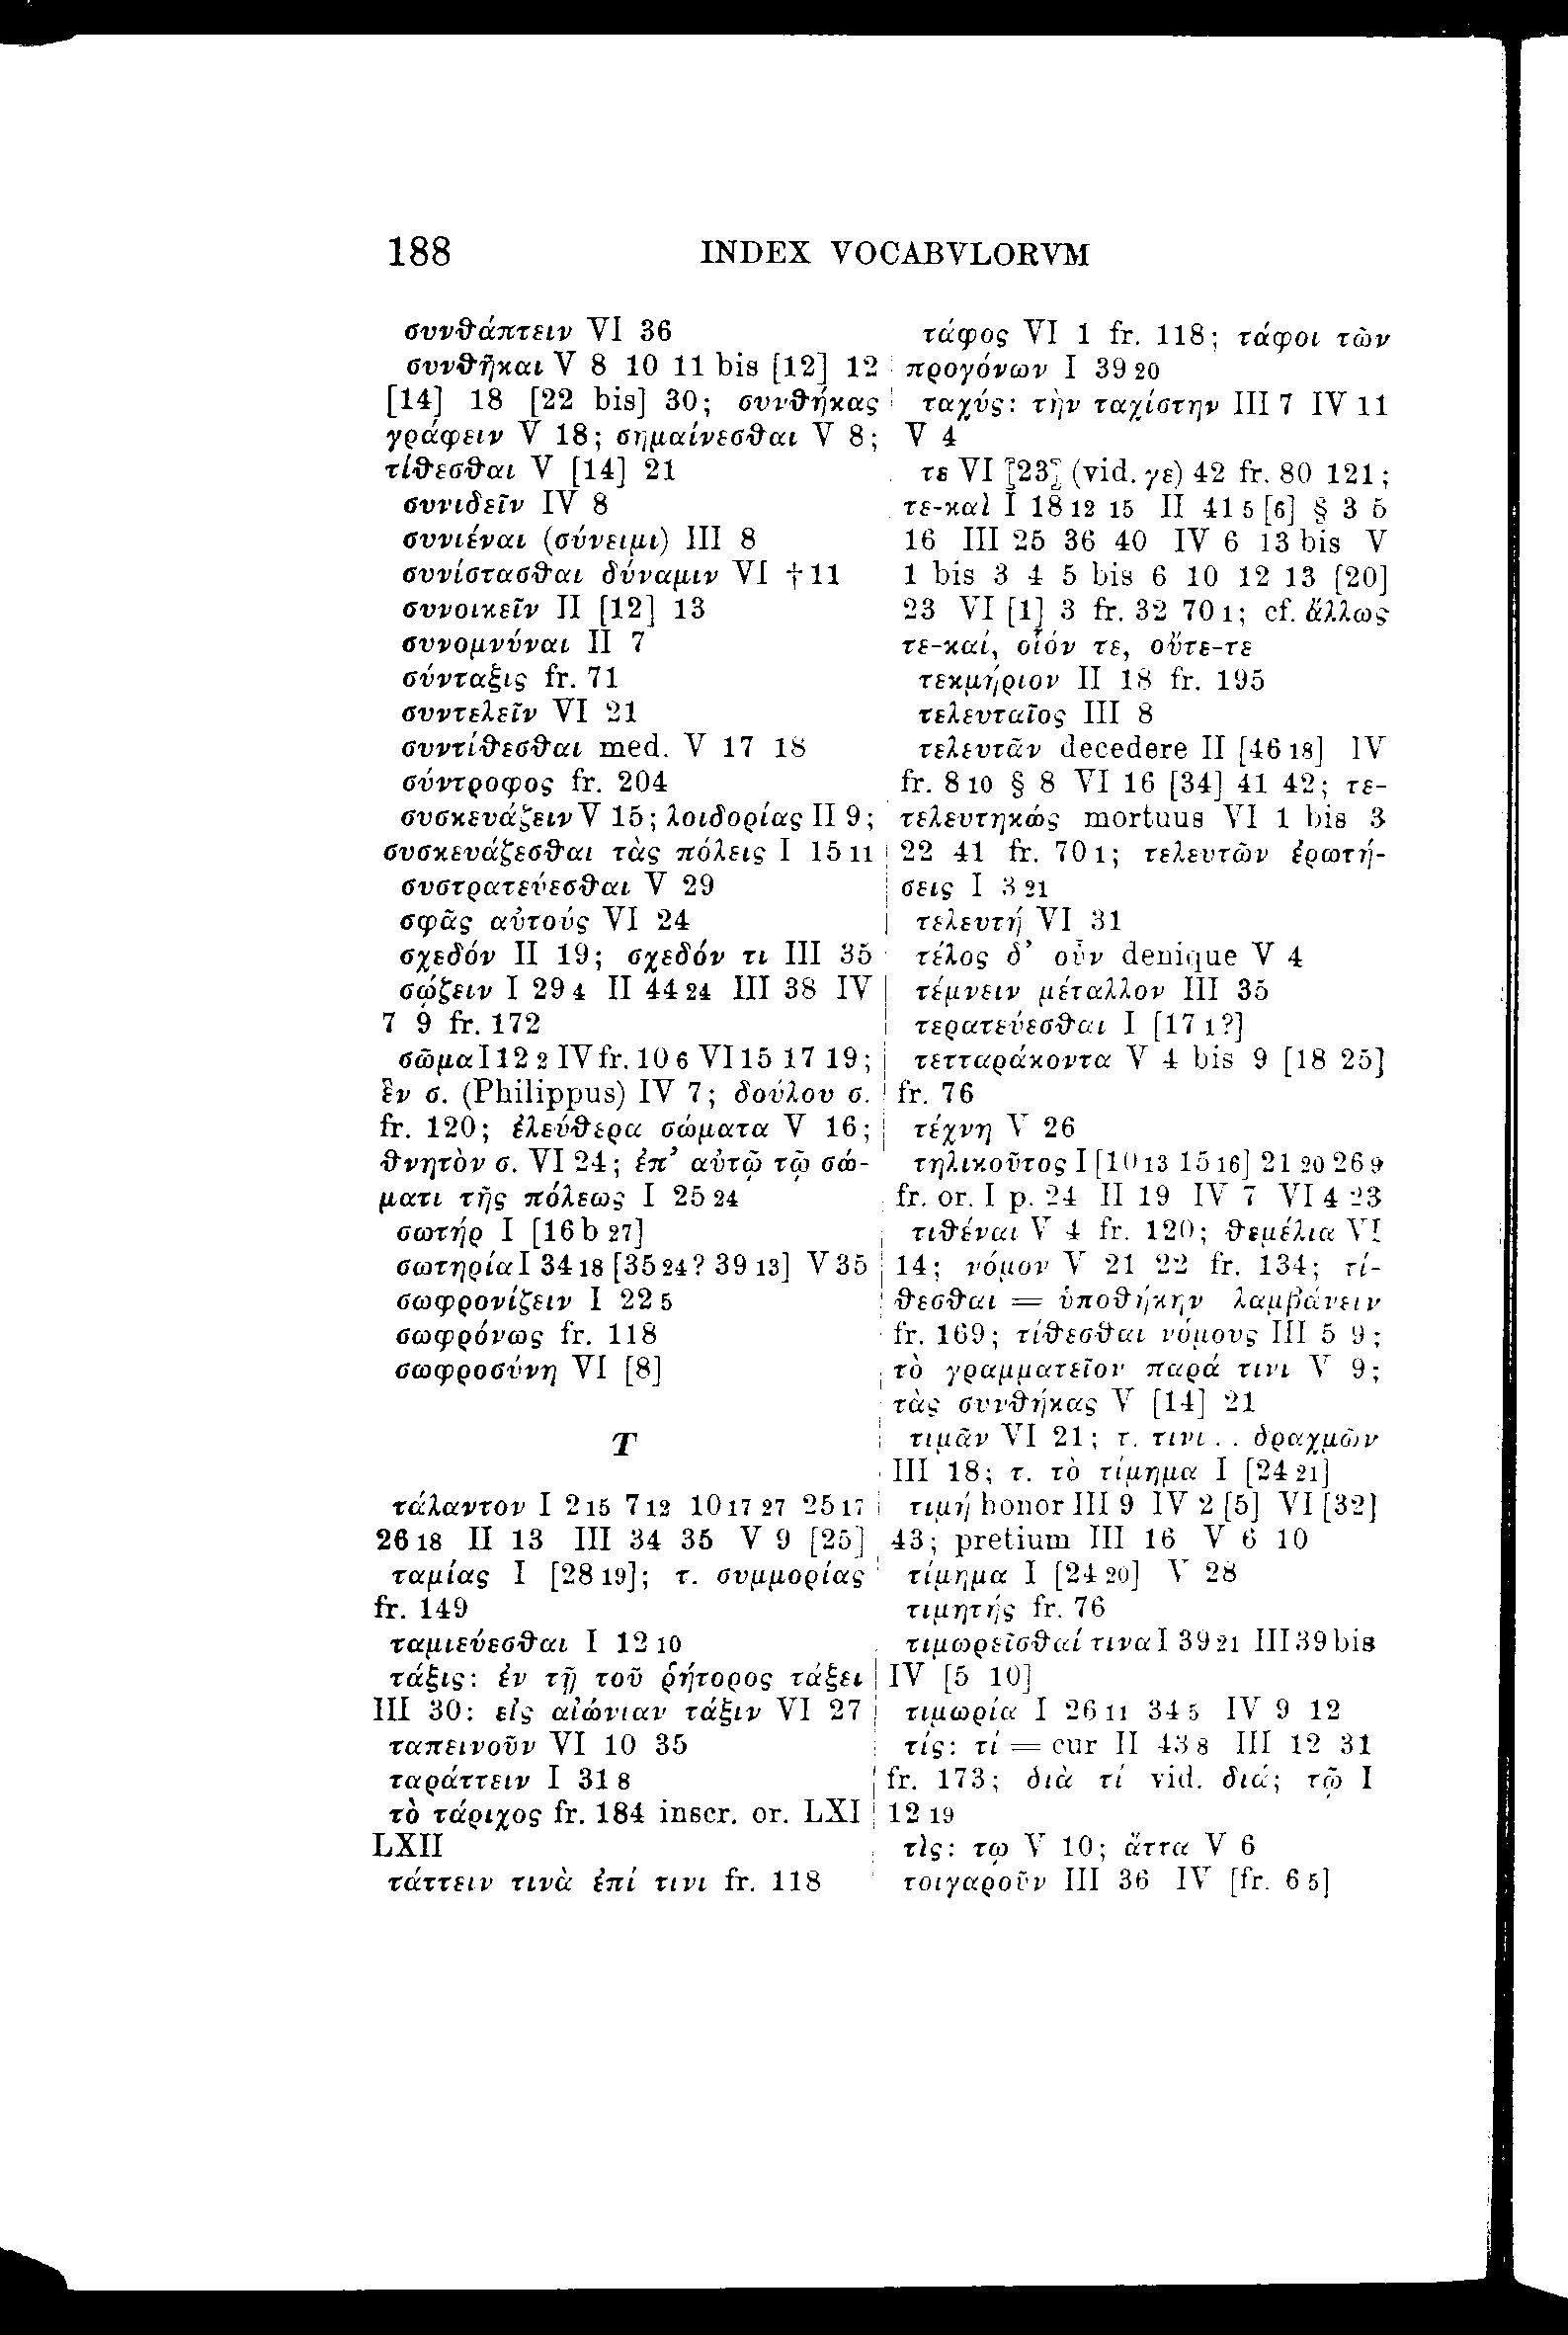 188 INDEX VOCABVLORVM
συνθάπτειν VI 36
συνθῆκαι V 8 10 11 bis [12] 12
[14] 18 [22 bis] 30; συνθήκας
γράφειν V 18; σημαίνεσθαι V 8;
τίθεσθαι V [14] 21
συνιδεῖν IV 8
συνιέναι (σύνειμι) III 8
συνίστασθαι δύναμιν VI †11
συνοικεῖν II [12] 13
συνομνύναι II 7
σύνταξις fr. 71
συντελεῖν VI 21
συντίθεσθαι med. V 17 18
σύντροφος fr. 204
συσκευάζειν V 15; λοιδορίας II 9;
συσκευάζεσθαι τὰς πόλεις I 15 11
συστρατεύεσθαι V 29
σφᾶς αὐτούς VI 24
σχεδόν II 19; σχεδόν τι III 35
σῴζειν I 29 4 II 44 24 III 38 IV
7 9 fr. 172
σῶμα I 12 2 IV fr. 10 6 VI 15 17 19;
ἓν σ. (Philippus) IV 7; δούλου σ.
fr. 120; ἐλεύθερα σώματα V 16;
θνητὸν σ. VI 24; ἐπ’ αὐτῷ τῷ σώ-
ματι τῆς πόλεως I 25 24
σωτήρ I [16 b 27]
σωτηρία I 34 18 [35 24? 39 13] V 35
σωφρονίζειν I 22 5
σωφρόνως fr. 118
σωφροσύνη VI [8]
T
τάλαντον I 2 15 7 12 10 17 27 25 17
26 18 II 13 III 34 35 V 9 [25]
ταμίας I [28 19]; τ. συμμορίας
fr. 149
ταμιεύεσθαι I 12 10
τάξις: ἐν τῇ τοῦ ῥήτορος τάξει
III 30: εἰς αἰώνιαν τάξιν VI 27
ταπεινοῦν VI 10 35
ταράττειν I 31 8
τὸ τάριχος fr. 184 inscr. or. LXI
LXII
τάττειν τινὰ ἐπί τινι fr. 118
τάφος VI 1 fr. 118; τάφοι τῶν
προγόνων I 39 20
ταχύς: τὴν ταχίστην III 7 IV 11
V 4
τε VI [23] (vid. γε) 42 fr. 80 121;
τε-καὶ I 18 12 15 II 41 5 [6] § 3 5
16 III 25 36 40 IV 6 13 bis V
1 bis 3 4 5 bis 6 10 12 13 [20]
23 VI [1] 3 fr. 32 70 1; cf. ἄλλως
τε-καί, οἷόν τε, οὔτε-τε
τεκμήριον II 18 fr. 195
τελευταῖος III 8
τελευτᾶν decedere II [46 18] IV
fr. 8 10 § 8 VI 16 [34] 41 42; τε-
τελευτηκώς mortuus VI 1 bis 3
22 41 fr. 70 1; τελευτῶν ἐρωτή-
σεις I 3 21
τελευτή VI 31
τέλος δ’ οὖν denique V 4
τέμνειν μέταλλον III 35
τερατεύεσθαι I [17 1?]
τετταράκοντα V 4 bis 9 [18 25]
fr. 76
τέχνη V 26
τηλικοῦτος I [10 13 15 16] 21 20 26 9
fr. or. I p. 24 II 19 IV 7 VI 4 23
τιθέναι V 4 fr. 120; θεμέλια VI
14; νόμον V 21 22 fr. 134; τί-
θεσθαι = ὑποθήκην λαμβάνειν
fr. 169; τίθεσθαι νόμους III 5 9;
τὸ γραμματεῖον παρά τινι V 9;
τὰς συνθήκας V [14] 21
τιμᾶν VI 21; τ. τινι . . δραχμῶν
III 18; τ. τὸ τίμημα I [24 21]
τιμή honor III 9 IV 2 [5] VI [32]
43; pretium III 16 V 6 10
τίμημα I [24 20] V 28
τιμητής fr. 76
τιμωρεῖσθαί τινα I 39 21 III 39 bis
IV [5 10]
τιμωρία I 26 11 34 5 IV 9 12
τίς: τί = cur II 43 8 III 12 31
fr. 173; διὰ τί vid. διά; τῷ I
12 19
τὶς: τῳ V 10; ἄττα V 6
τοιγαροῦν III 36 IV [fr. 6 5]